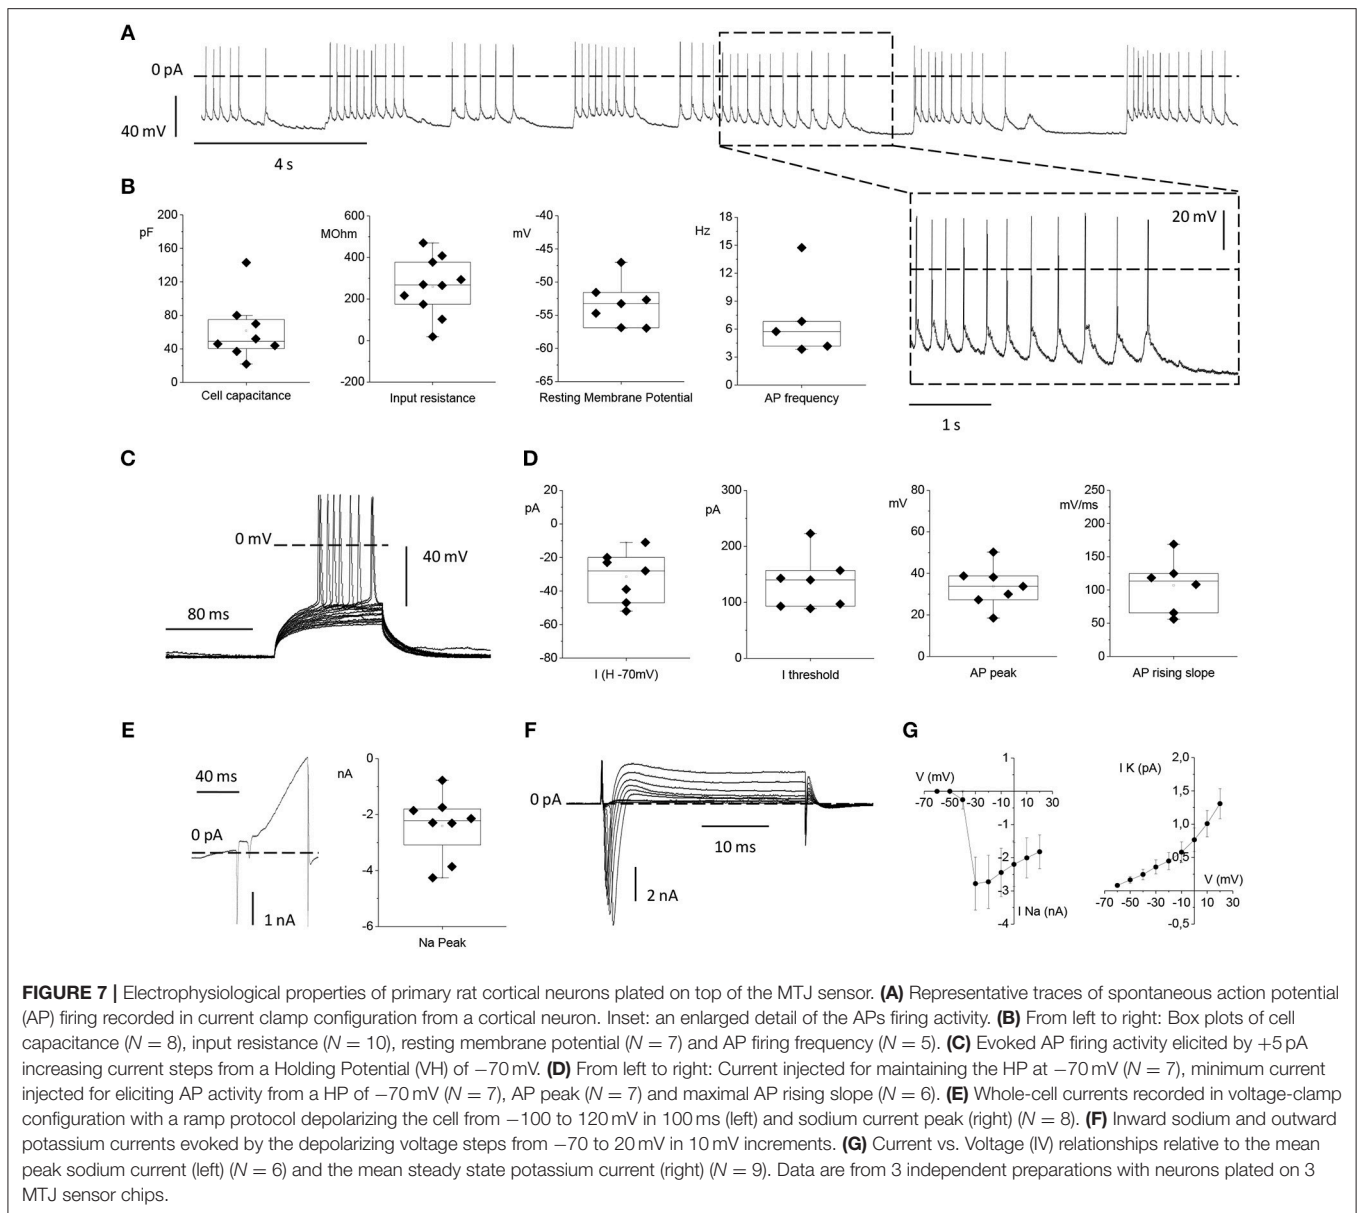 A
0 pA
40 mV
4 s
B
200
160
120
80
60
40
0
pF
Cell capacitance
600
400
200
0
-200
MOhm
Input resistance
-40
-45
-50
-55
-60
-65
mV
Resting Membrane Potential
18
15
12
9
6
3
0
Hz
AP frequency
20 mV
1 s
C
0 mV
40 mV
80 ms
D
20
0
-20
-40
-60
-80
pA
I (H -70mV)
300
200
100
0
pA
I threshold
80
60
40
20
0
mV
AP peak
250
200
150
100
50
0
mV/ms
AP rising slope
E
40 ms
0 pA
1 nA
0
-2
-4
-6
nA
Na Peak
F
0 pA
10 ms
2 nA
G
V (mV)
1
-70 -50 -30 -10 10 30
-1
-2
-3
-4
I Na (nA)
I K (pA)
2,0
1,5
1,0
0,5
V (mV)
-70 -50 -30 -10 10 30
-0,5
FIGURE 7 | Electrophysiological properties of primary rat cortical neurons plated on top of the MTJ sensor. (A) Representative traces of spontaneous action potential
(AP) firing recorded in current clamp configuration from a cortical neuron. Inset: an enlarged detail of the APs firing activity. (B) From left to right: Box plots of cell
capacitance (N = 8), input resistance (N = 10), resting membrane potential (N = 7) and AP firing frequency (N = 5). (C) Evoked AP firing activity elicited by +5 pA
increasing current steps from a Holding Potential (VH) of −70 mV. (D) From left to right: Current injected for maintaining the HP at −70 mV (N = 7), minimum current
injected for eliciting AP activity from a HP of −70 mV (N = 7), AP peak (N = 7) and maximal AP rising slope (N = 6). (E) Whole-cell currents recorded in voltage-clamp
configuration with a ramp protocol depolarizing the cell from −100 to 120 mV in 100 ms (left) and sodium current peak (right) (N = 8). (F) Inward sodium and outward
potassium currents evoked by the depolarizing voltage steps from −70 to 20 mV in 10 mV increments. (G) Current vs. Voltage (IV) relationships relative to the mean
peak sodium current (left) (N = 6) and the mean steady state potassium current (right) (N = 9). Data are from 3 independent preparations with neurons plated on 3
MTJ sensor chips.